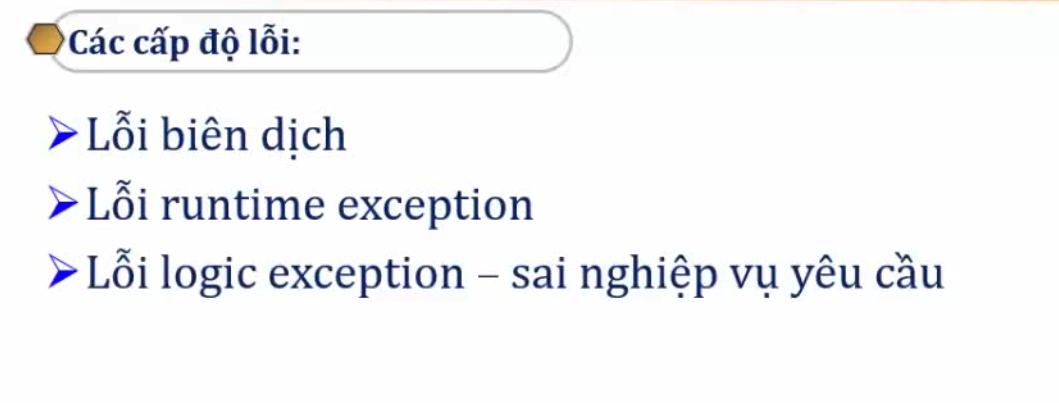 Các cấp độ lỗi:
Lỗi biên dịch
Lỗi runtime exception
Lỗi logic exception – sai nghiệp vụ yêu cầu